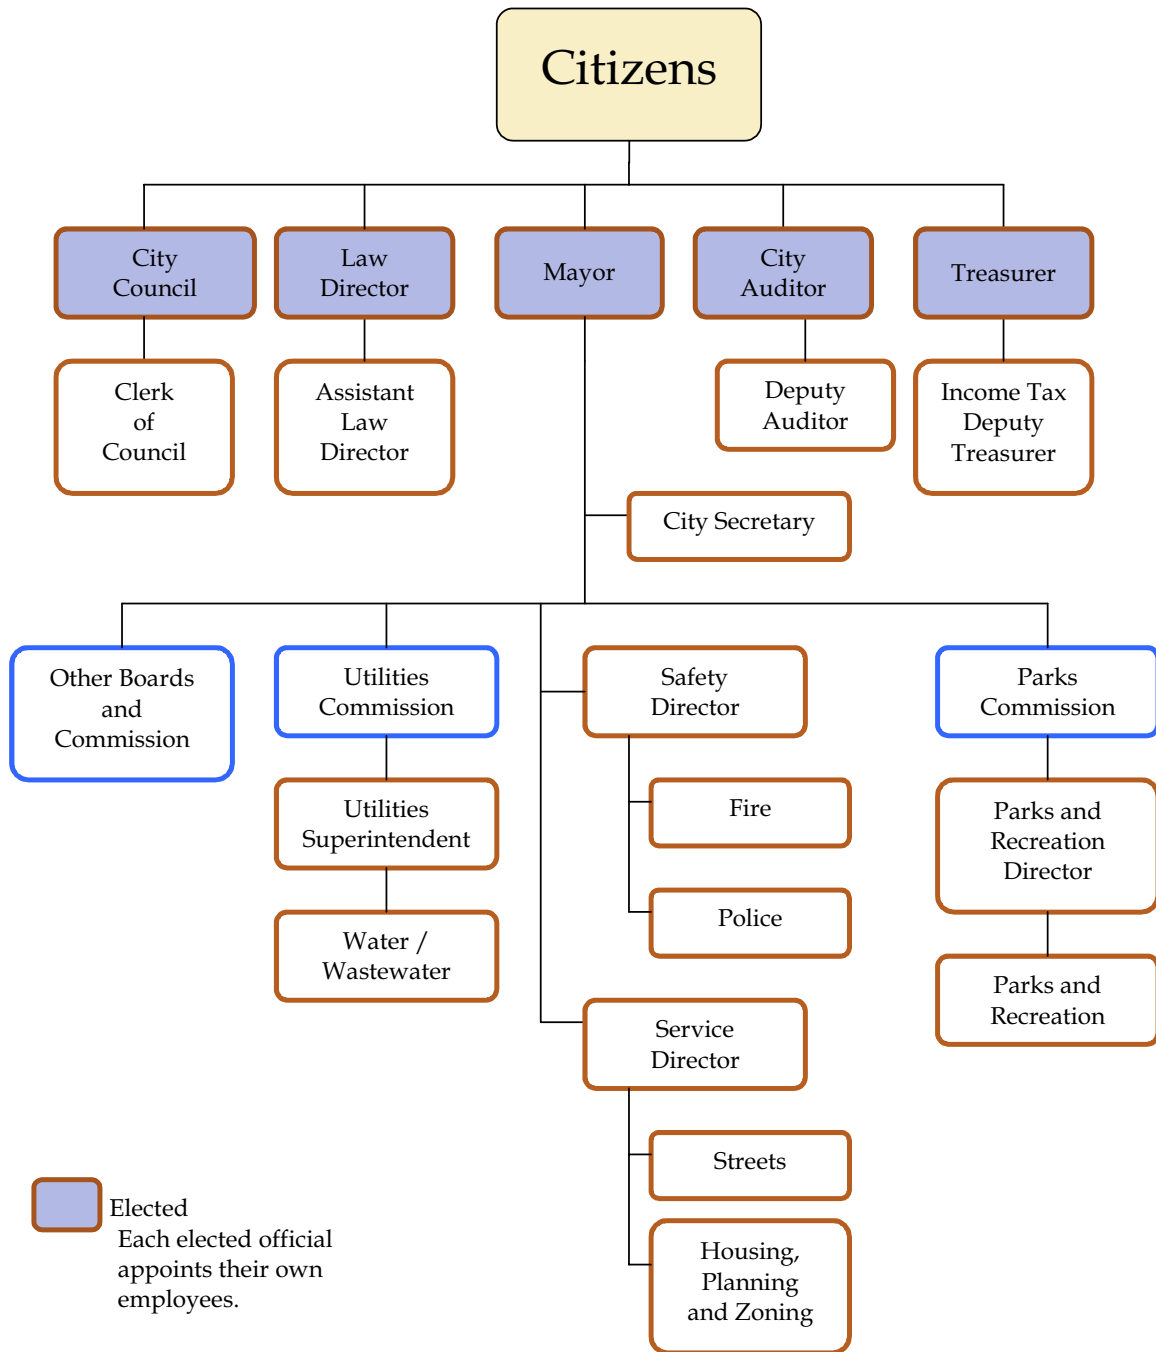 Citizens
City
Council
Law
Director
Mayor
City
Auditor
Treasurer
Clerk
of
Council
Assistant
Law
Director
Deputy
Auditor
Income Tax
Deputy
Treasurer
City Secretary
Other Boards
and
Commission
Utilities
Commission
Safety
Director
Parks
Commission
Utilities
Superintendent
Fire
Parks and
Recreation
Director
Water /
Wastewater
Police
Parks and
Recreation
Service
Director
Streets
Housing,
Planning
and Zoning
Elected
Each elected official
appoints their own
employees.